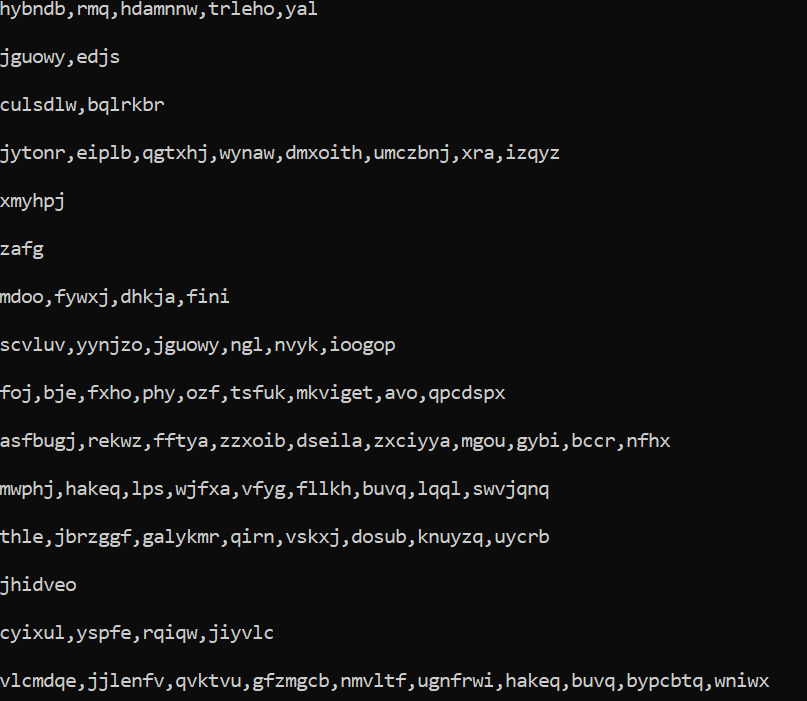 hybndb,rmq,hdamnnw,trleho,yal
jguowy,edjs
culsdlw,bqlrkbr
jytonr,eiplb,qgtxhj,wynaw,dmxoith,umczbnj,xra,izqyz
xmyhpj
zafg
mdoo,fywxj,dhkja,fini
scvluv,yynjzo,jguowy,ngl,nvyk,ioogop
foj,bje,fxho,phy,ozf,tsfuk,mkviget,avo,qpcdspx
asfbugj,rekwz,fftya,zzxoib,dseila,zxciyya,mgou,gybi,bccr,nfhx
mwphj,hakeq,lps,wjfxa,vfyg,fllkh,buvq,lqql,swvjqnq
thle,jbrzggf,galykmr,qirn,vskxj,dosub,knuyzq,uycrb
jhidveo
cyixul,yspfe,rqiqw,jiyvlc
vlcmdqe,jjlenfv,qvktvu,gfzmgcb,nmvltf,ugnfrwi,hakeq,buvq,bypcbtq,wniwx